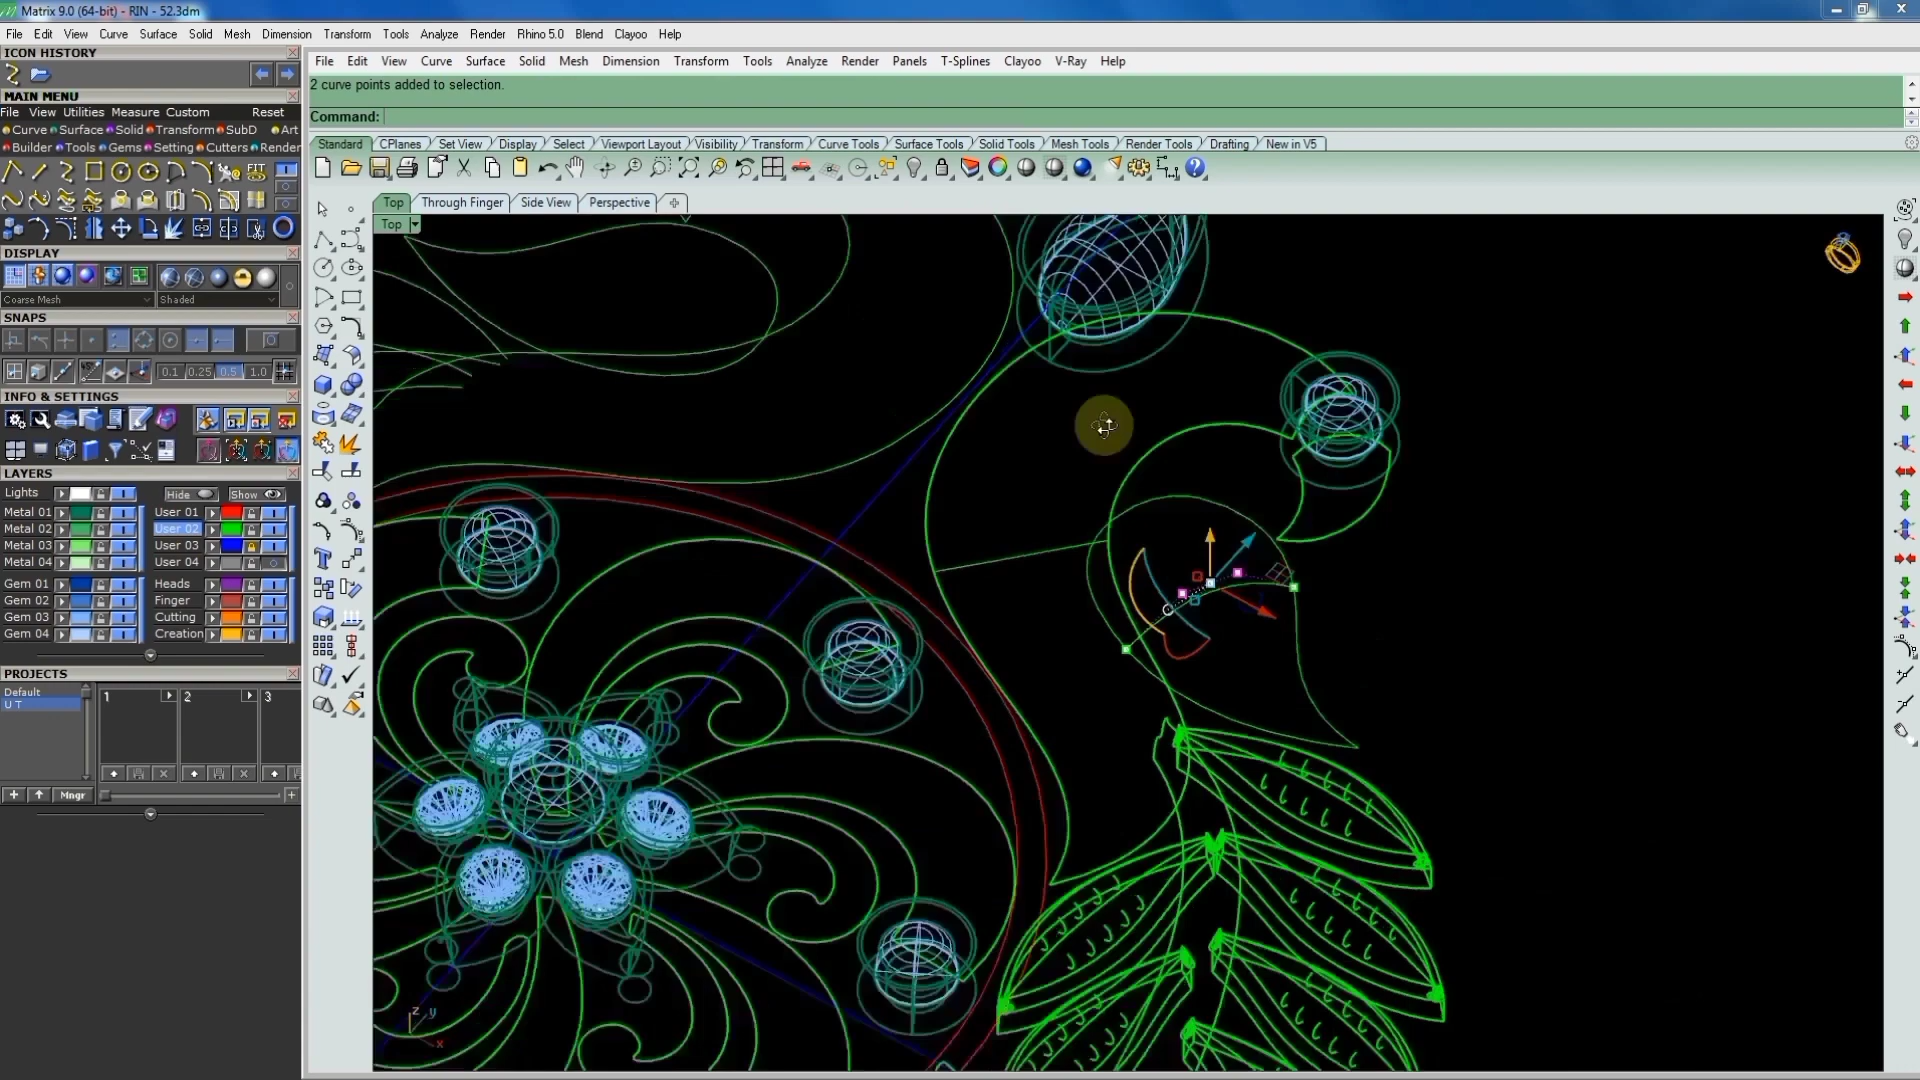 Matrix 9.0 (64-bit) - RIN - 52.3dm
File Edit View Curve Surface Solid Mesh Dimension Transform Tools Analyze Render Rhino 5.0 Blend Clayoo Help
ICON HISTORY
MAIN MENU
File View Utilities Measure Custom Reset
Curve Surface Solid Transform SubD Art
Builder Tools Gems Setting Cutters Render
FIT
DISPLAY
Coarse Mesh Shaded
SNAPS
0.1 0.25 0.5 1.0
INFO & SETTINGS
LAYERS
Lights Hide Show
Metal 01 User 01
Metal 02 User 02
Metal 03 User 03
Metal 04 User 04
Gem 01 Heads
Gem 02 Finger
Gem 03 Cutting
Gem 04 Creation
PROJECTS
Default
U T
1 2 3
Mngr
File Edit View Curve Surface Solid Mesh Dimension Transform Tools Analyze Render Panels T-Splines Clayoo V-Ray Help
2 curve points added to selection.
Command:
Standard CPlanes Set View Display Select Viewport Layout Visibility Transform Curve Tools Surface Tools Solid Tools Mesh Tools Render Tools Drafting New in V5
Top Through Finger Side View Perspective
Top
z y
x